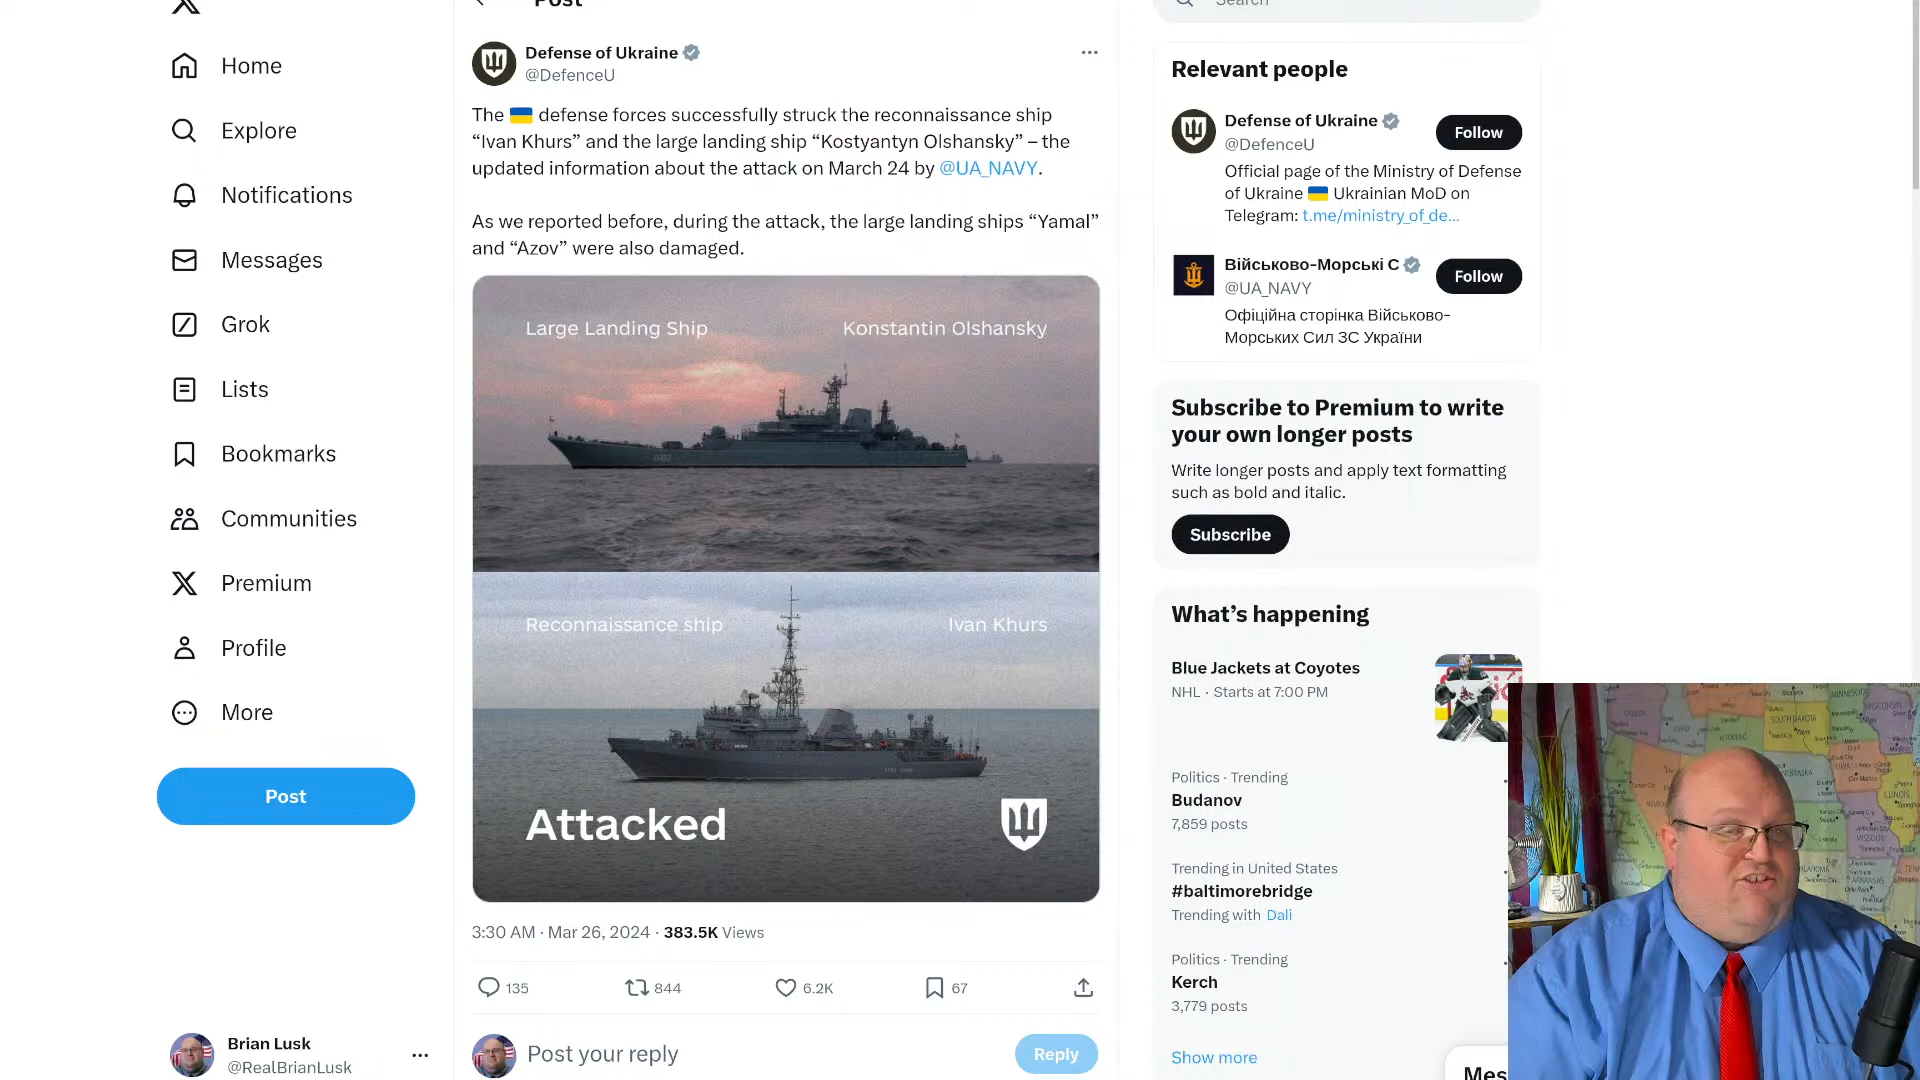 Home
Explore
Notifications
Messages
Grok
Lists
Bookmarks
Communities
Premium
Profile
More
Post
Brian Lusk
@RealBrianLusk
Post
Defense of Ukraine
@DefenceU
The 🇺🇦 defense forces successfully struck the reconnaissance ship
“Ivan Khurs” and the large landing ship “Kostyantyn Olshansky” – the
updated information about the attack on March 24 by @UA_NAVY.
As we reported before, during the attack, the large landing ships “Yamal”
and “Azov” were also damaged.
Large Landing Ship
Konstantin Olshansky
Reconnaissance ship
Ivan Khurs
Attacked
3:30 AM · Mar 26, 2024 · 383.5K Views
135
844
6.2K
67
Post your reply
Reply
Search
Relevant people
Defense of Ukraine
@DefenceU
Follow
Official page of the Ministry of Defense
of Ukraine 🇺🇦 Ukrainian MoD on
Telegram: t.me/ministry_of_de...
Військово-Морські С
@UA_NAVY
Follow
Офіційна сторінка Військово-
Морських Сил ЗС України
Subscribe to Premium to write
your own longer posts
Write longer posts and apply text formatting
such as bold and italic.
Subscribe
What’s happening
Blue Jackets at Coyotes
NHL · Starts at 7:00 PM
Politics · Trending
Budanov
7,859 posts
Trending in United States
#baltimorebridge
Trending with Dali
Politics · Trending
Kerch
3,779 posts
Show more
Mes
MINNESOTA
WISCONSIN
SOUTH DAKOTA
WYOMING
NEBRASKA
ILLINOIS